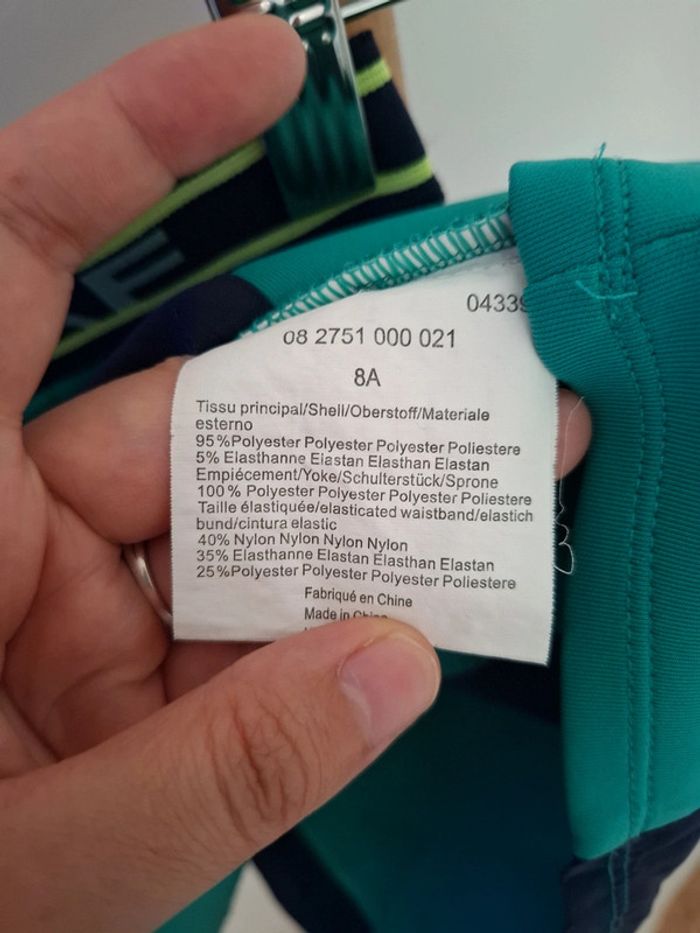 04339
08 2751 000 021
8A
Tissu principal/Shell/Oberstoff/Materiale
esterno
95%Polyester Polyester Polyester Poliestere
5% Elasthanne Elastan Elasthan Elastan
Empiécement/Yoke/Schulterstück/Sprone
100% Polyester Polyester Polyester Poliestere
Taille élastiquée/elasticated waistband/elastich
bund/cintura elastic
40% Nylon Nylon Nylon Nylon
35% Elasthanne Elastan Elasthan Elastan
25%Polyester Polyester Polyester Poliestere
Fabriqué en Chine
Made in China